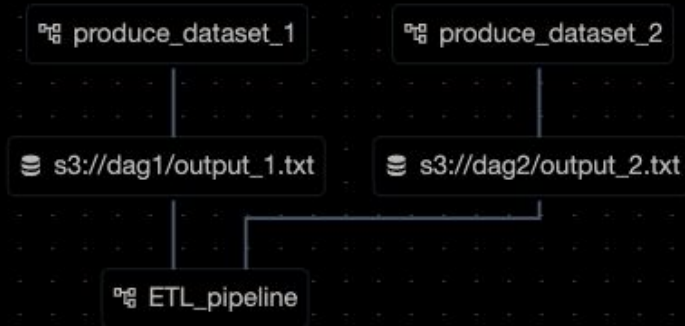 produce_dataset_1
produce_dataset_2
s3://dag1/output_1.txt
s3://dag2/output_2.txt
ETL_pipeline